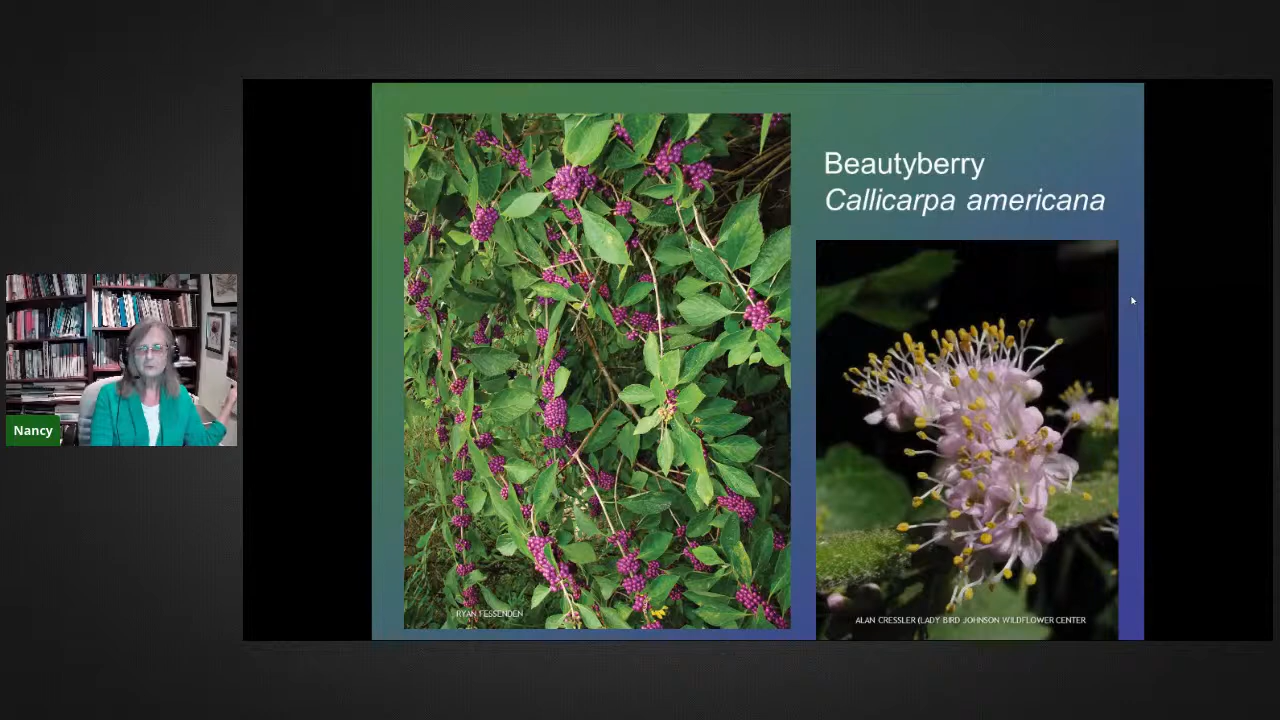 Beautyberry
Callicarpa americana
Nancy
RYAN FESSENDEN
ALAN CRESSLER (LADY BIRD JOHNSON WILDFLOWER CENTER